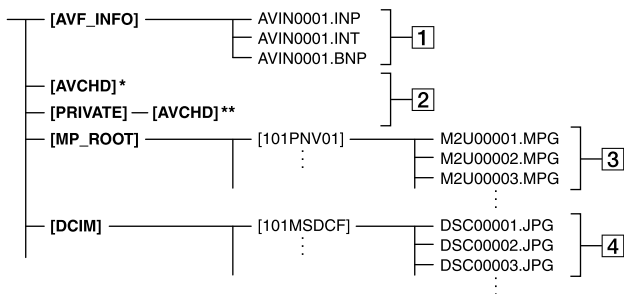 [AVF_INFO] AVIN0001.INP
AVIN0001.INT 1
AVIN0001.BNP
[AVCHD]*
2
[PRIVATE] [AVCHD]**
[MP_ROOT] [101PNV01] M2U00001.MPG
M2U00002.MPG 3
M2U00003.MPG
[DCIM] [101MSDCF] DSC00001.JPG
DSC00002.JPG 4
DSC00003.JPG